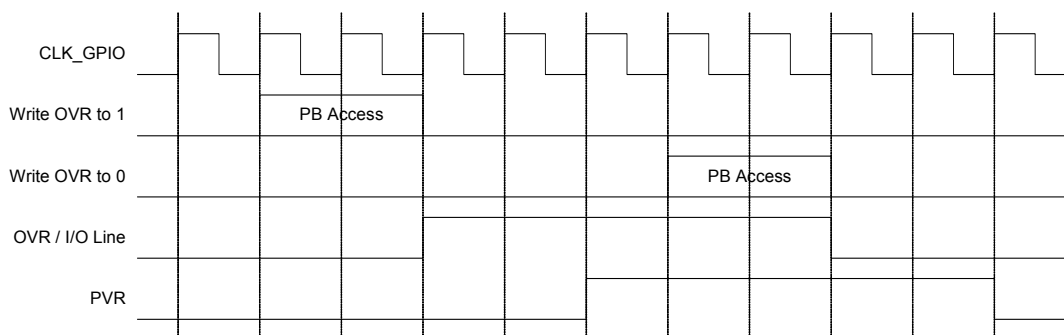 CLK_GPIO
Write OVR to 1
PB Access
Write OVR to 0
PB Access
OVR / I/O Line
PVR